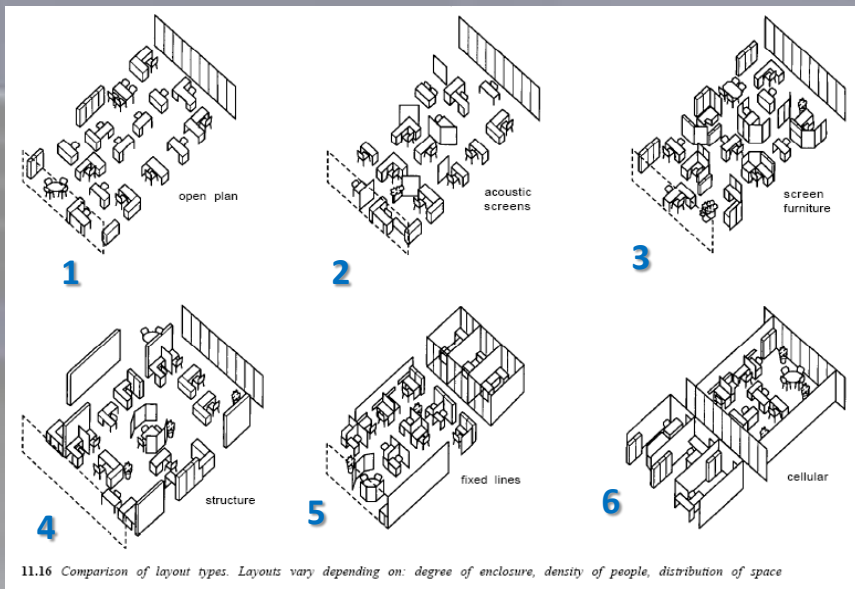 open plan
1
acoustic
screens
2
screen
furniture
3
structure
4
fixed lines
5
cellular
6
11.16 Comparison of layout types. Layouts vary depending on: degree of enclosure, density of people, distribution of space